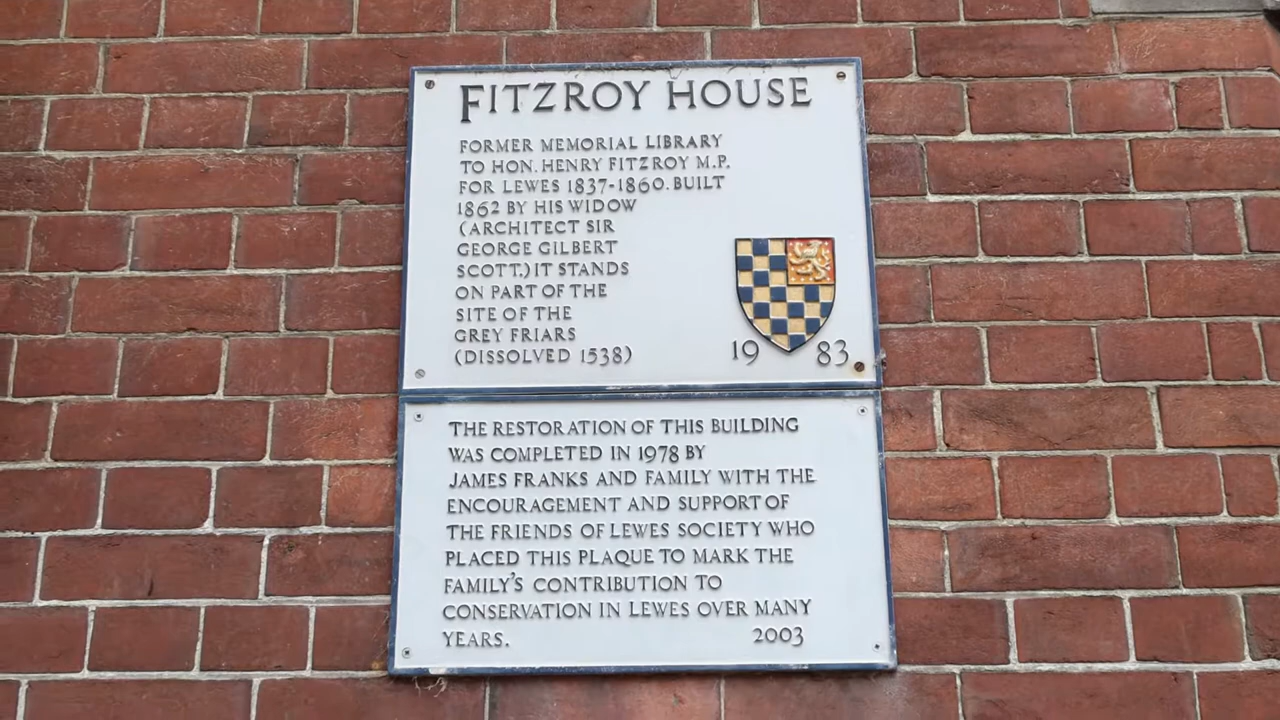 FITZROY HOUSE
FORMER MEMORIAL LIBRARY
TO HON. HENRY FITZROY M.P.
FOR LEWES 1837-1860. BUILT
1862 BY HIS WIDOW
(ARCHITECT SIR
GEORGE GILBERT
SCOTT.) IT STANDS
ON PART OF THE
SITE OF THE
GREY FRIARS
(DISSOLVED 1538)
19 83
THE RESTORATION OF THIS BUILDING
WAS COMPLETED IN 1978 BY
JAMES FRANKS AND FAMILY WITH THE
ENCOURAGEMENT AND SUPPORT OF
THE FRIENDS OF LEWES SOCIETY WHO
PLACED THIS PLAQUE TO MARK THE
FAMILY'S CONTRIBUTION TO
CONSERVATION IN LEWES OVER MANY
YEARS. 2003